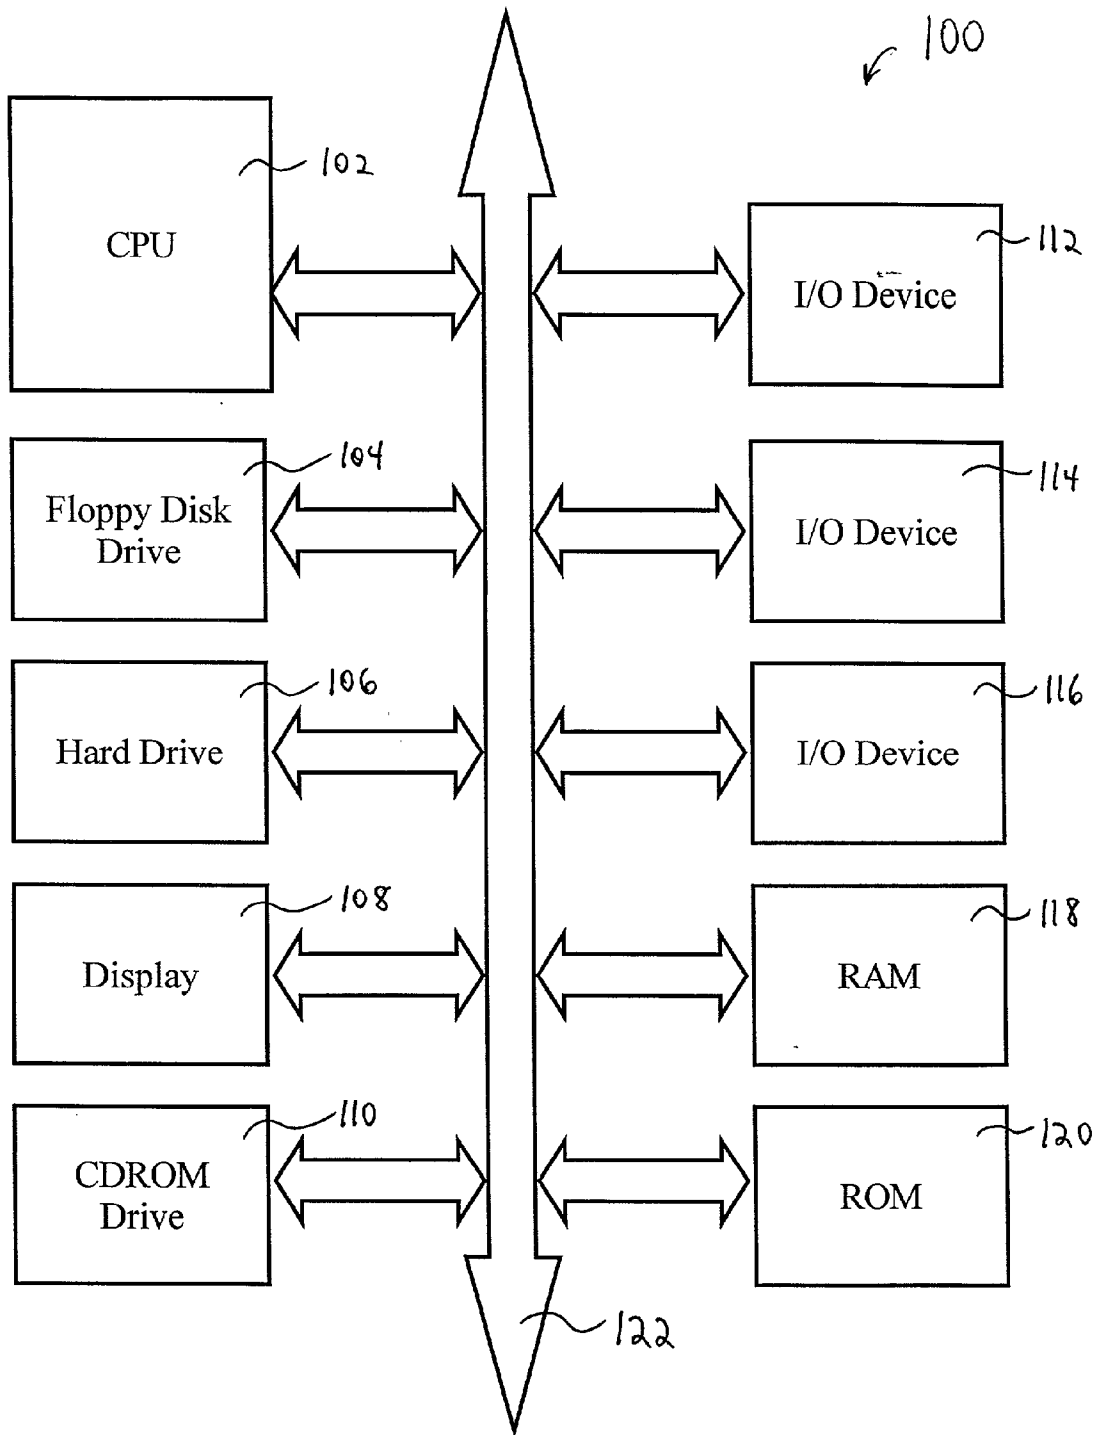 100
102
CPU
112
I/O Device
104
Floppy Disk
Drive
114
I/O Device
106
Hard Drive
116
I/O Device
108
Display
118
RAM
110
CDROM
Drive
120
ROM
122